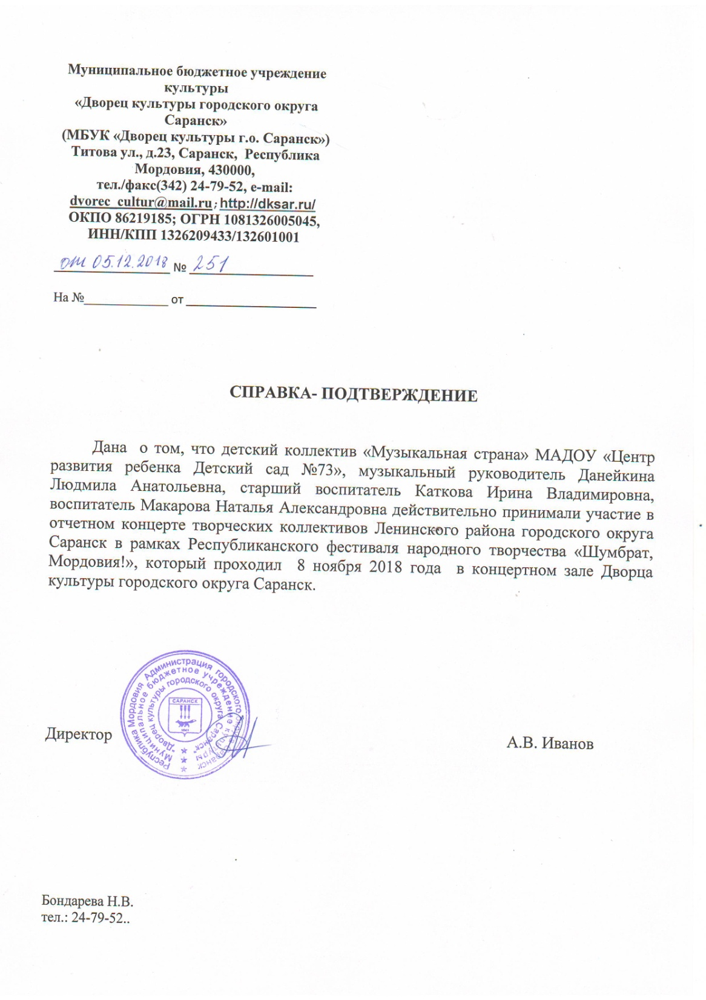 Муниципальное бюджетное учреждение
культуры
«Дворец культуры городского округа
Саранск»
(МБУК «Дворец культуры г.о. Саранск»)
Титова ул., д.23, Саранск, Республика
Мордовия, 430000,
тел./факс(342) 24-79-52, e-mail:
dvorec_cultur@mail.ru; http://dksar.ru/
ОКПО 86219185; ОГРН 1081326005045,
ИНН/КПП 1326209433/132601001
от 05.12.2018 № 251
На №____________ от ___________________
СПРАВКА- ПОДТВЕРЖДЕНИЕ
Дана о том, что детский коллектив «Музыкальная страна» МАДОУ «Центр
развития ребенка Детский сад №73», музыкальный руководитель Данейкина
Людмила Анатольевна, старший воспитатель Каткова Ирина Владимировна,
воспитатель Макарова Наталья Александровна действительно принимали участие в
отчетном концерте творческих коллективов Ленинского района городского округа
Саранск в рамках Республиканского фестиваля народного творчества «Шумбрат,
Мордовия!», который проходил 8 ноября 2018 года в концертном зале Дворца
культуры городского округа Саранск.
Республика Мордовия Администрация городского округа Саранск
Муниципальное бюджетное учреждение культуры
"Дворец культуры городского округа Саранск"
САРАНСК
Директор
А.В. Иванов
Бондарева Н.В.
тел.: 24-79-52..